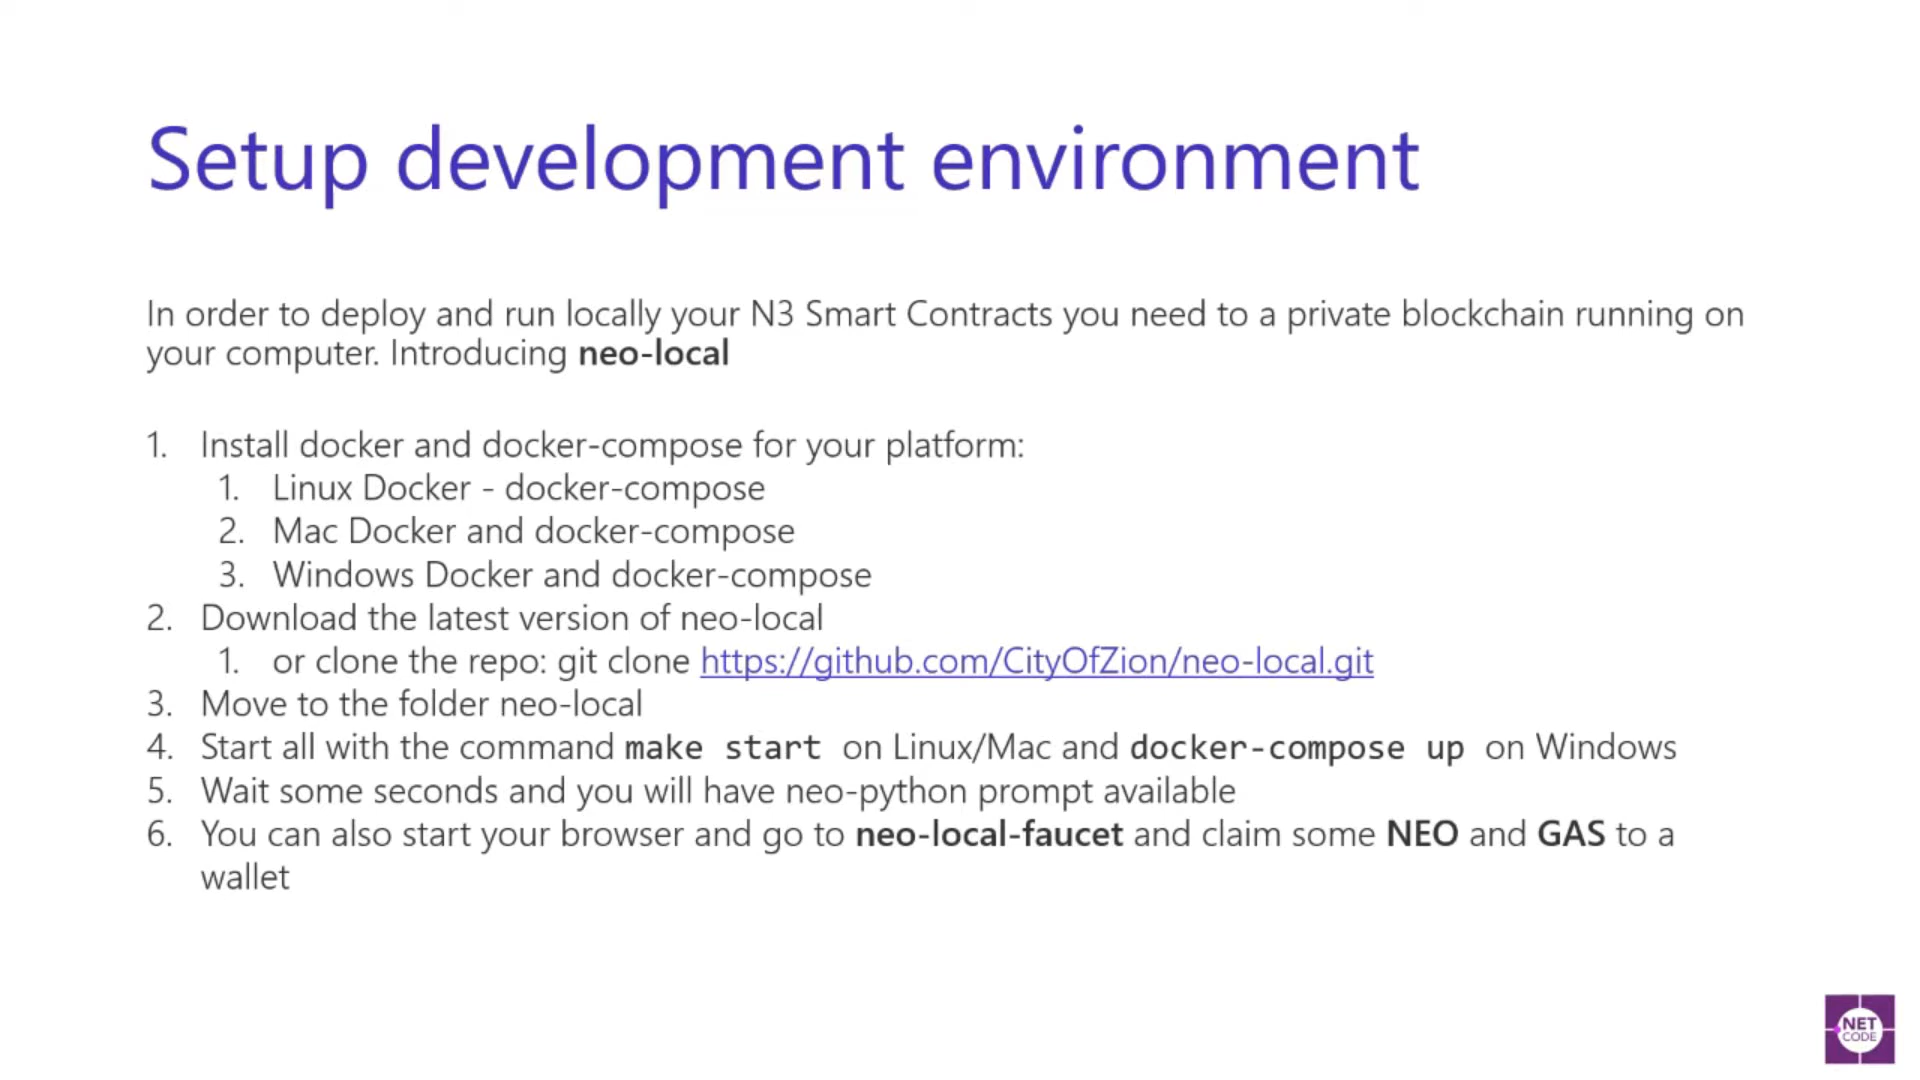 Setup development environment
In order to deploy and run locally your N3 Smart Contracts you need to a private blockchain running on
your computer. Introducing neo-local
1. Install docker and docker-compose for your platform:
1. Linux Docker - docker-compose
2. Mac Docker and docker-compose
3. Windows Docker and docker-compose
2. Download the latest version of neo-local
1. or clone the repo: git clone https://github.com/CityOfZion/neo-local.git
3. Move to the folder neo-local
4. Start all with the command make start on Linux/Mac and docker-compose up on Windows
5. Wait some seconds and you will have neo-python prompt available
6. You can also start your browser and go to neo-local-faucet and claim some NEO and GAS to a
wallet
NET
CODE